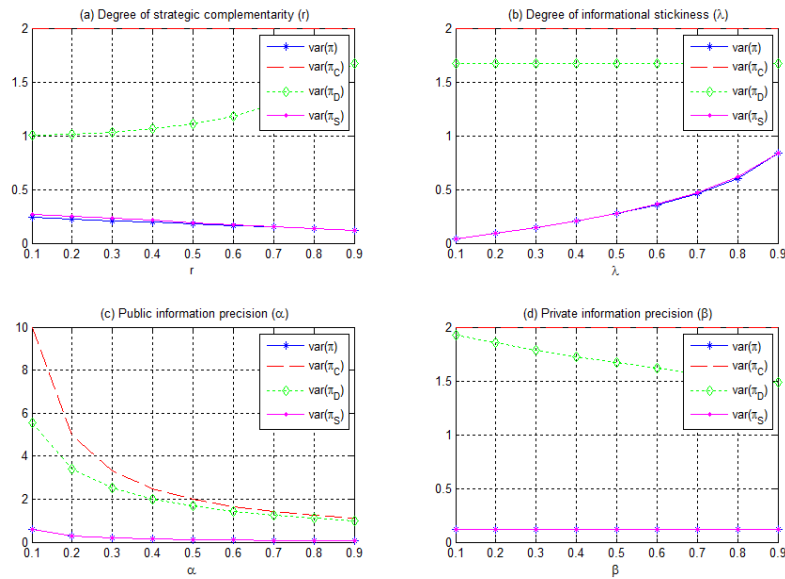 (a) Degree of strategic complementarity (r)
2
1.5
1
0.5
0
0.1 0.2 0.3 0.4 0.5 0.6 0.7 0.8 0.9
r
var(π)
var(π_C)
var(π_D)
var(π_S)
(b) Degree of informational stickiness (λ)
2
1.5
1
0.5
0
0.1 0.2 0.3 0.4 0.5 0.6 0.7 0.8 0.9
λ
var(π)
var(π_C)
var(π_D)
var(π_S)
(c) Public information precision (α)
10
8
6
4
2
0
0.1 0.2 0.3 0.4 0.5 0.6 0.7 0.8 0.9
α
var(π)
var(π_C)
var(π_D)
var(π_S)
(d) Private information precision (β)
2
1.5
1
0.5
0
0.1 0.2 0.3 0.4 0.5 0.6 0.7 0.8 0.9
β
var(π)
var(π_C)
var(π_D)
var(π_S)